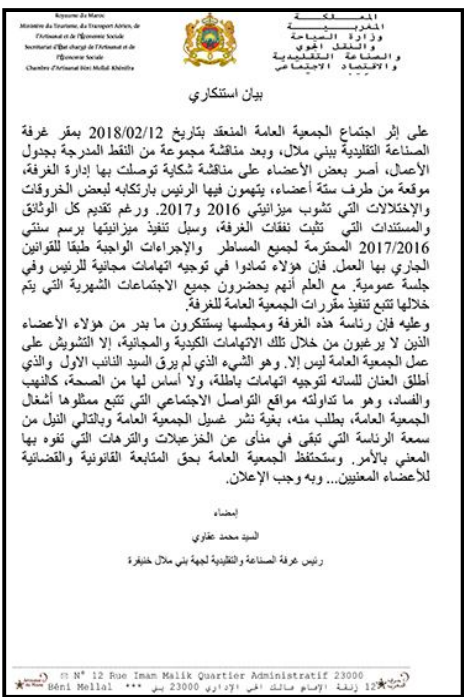 Royaume du Maroc
Ministère du Tourisme, du Transport Aérien, de
l'Artisanat et de l'Économie Sociale
Secrétariat d'État chargé de l'Artisanat et de
l'Économie Sociale
Chambre d'Artisanat Béni Mellal-Khénifra
المملكة
المغربية
وزارة السياحة
والنقل الجوي
والصناعة التقليدية
والاقتصاد الاجتماعي
بيان استنكاري
على إثر اجتماع الجمعية العامة المنعقد بتاريخ 2018/02/12 بمقر غرفة
الصناعة التقليدية ببني ملال، وبعد مناقشة مجموعة من النقط المدرجة بجدول
الأعمال، أصر بعض الأعضاء على مناقشة شكاية توصلت بها إدارة الغرفة،
موقعة من طرف ستة أعضاء، يتهمون فيها الرئيس بارتكابه لبعض الخروقات
والإختلالات التي تشوب ميزانيتي 2016 و2017. ورغم تقديم كل الوثائق
والمستندات التي تثبت نفقات الغرفة، وسبل تنفيذ ميزانيتها برسم سنتي
2017/2016 المحترمة لجميع المساطر والإجراءات الواجبة طبقا للقوانين
الجاري بها العمل. فإن هؤلاء تمادوا في توجيه اتهامات مجانية للرئيس وفي
جلسة عمومية. مع العلم أنهم يحضرون جميع الاجتماعات الشهرية التي يتم
خلالها تتبع تنفيذ مقررات الجمعية العامة للغرفة.
وعليه فإن رئاسة هذه الغرفة ومجلسها يستنكرون ما بدر من هؤلاء الأعضاء
الذين لا يرغبون من خلال تلك الاتهامات الكيدية والمجانية، إلا التشويش على
عمل الجمعية العامة ليس إلا. وهو الشيء الذي لم يرق السيد النائب الاول والذي
أطلق العنان للسانه لتوجيه اتهامات باطلة، ولا أساس لها من الصحة، كالنهب
والفساد، وهو ما تداولته مواقع التواصل الاجتماعي التي تتبع ممثلوها أشغال
الجمعية العامة، بطلب منه، بغية نشر غسيل الجمعية العامة وبالتالي النيل من
سمعة الرئاسة التي تبقى في منأى عن الخزعبلات والترهات التي تفوه بها
المعني بالأمر. وستحتفظ الجمعية العامة بحق المتابعة القانونية والقضائية
للأعضاء المعنيين... وبه وجب الإعلان.
إمضاء
السيد محمد عفاوي
رئيس غرفة الصناعة والتقليدية لجهة بني ملال خنيفرة
N° 12 Rue Imam Malik Quartier Administratif 23000
Béni Mellal *** 12 زنقة الإمام مالك الحي الإداري 23000 بني